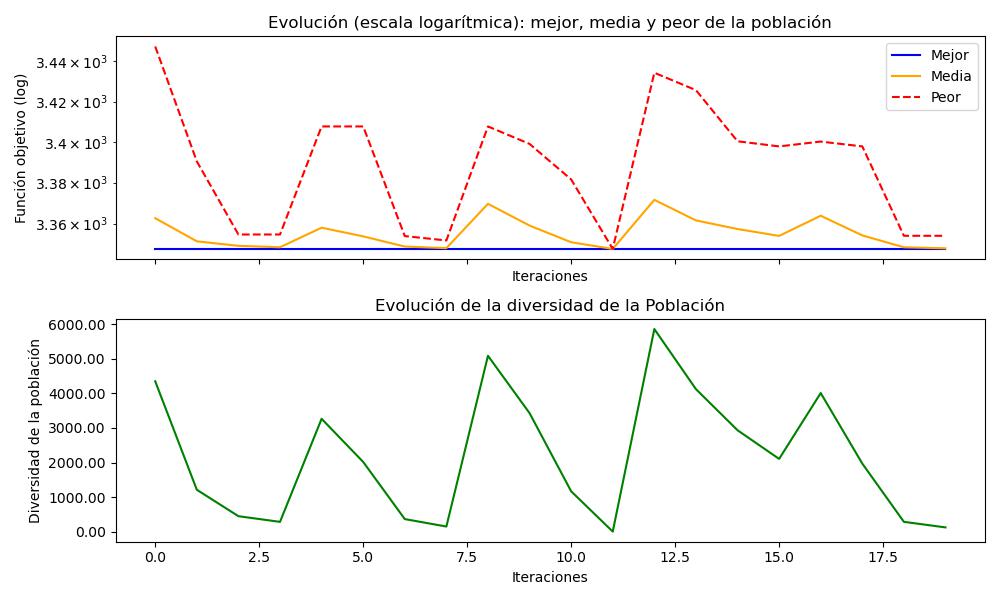 Evolución (escala logarítmica): mejor, media y peor de la población
Función objetivo (log)
3.44 × 10³
3.42 × 10³
3.4 × 10³
3.38 × 10³
3.36 × 10³
Mejor
Media
Peor
Iteraciones
Evolución de la diversidad de la Población
Diversidad de la población
6000.00
5000.00
4000.00
3000.00
2000.00
1000.00
0.00
0.0 2.5 5.0 7.5 10.0 12.5 15.0 17.5
Iteraciones